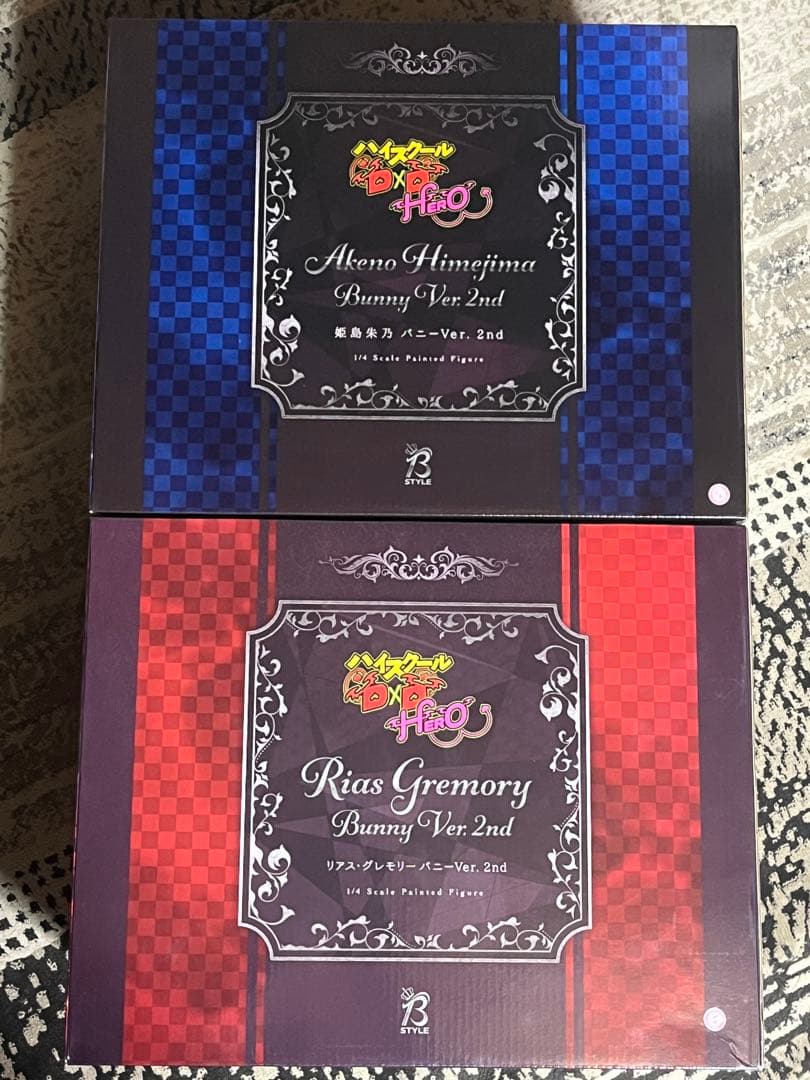 ハイスクール
D×D
HERO
Akeno Himejima
Bunny Ver. 2nd
姫島朱乃 バニーVer. 2nd
1/4 Scale Painted Figure
B
STYLE
ハイスクール
D×D
HERO
Rias Gremory
Bunny Ver. 2nd
リアス・グレモリー バニーVer. 2nd
1/4 Scale Painted Figure
B
STYLE